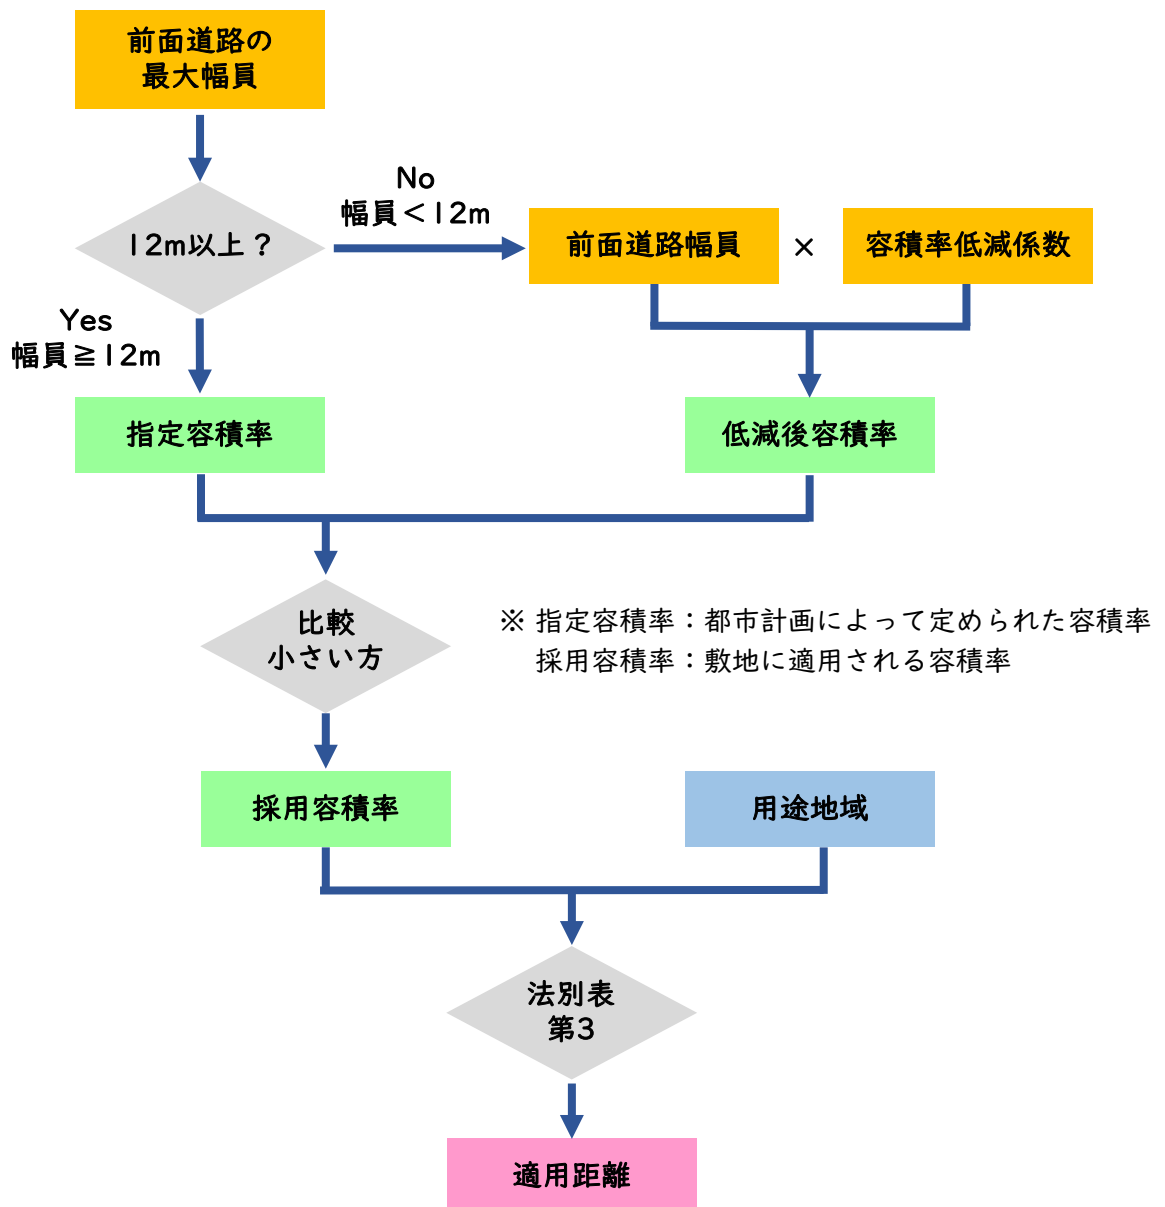 前面道路の
最大幅員
12m以上？
No
幅員＜12m
前面道路幅員
×
容積率低減係数
Yes
幅員≧12m
指定容積率
低減後容積率
比較
小さい方
※ 指定容積率：都市計画によって定められた容積率
採用容積率：敷地に適用される容積率
採用容積率
用途地域
法別表
第3
適用距離